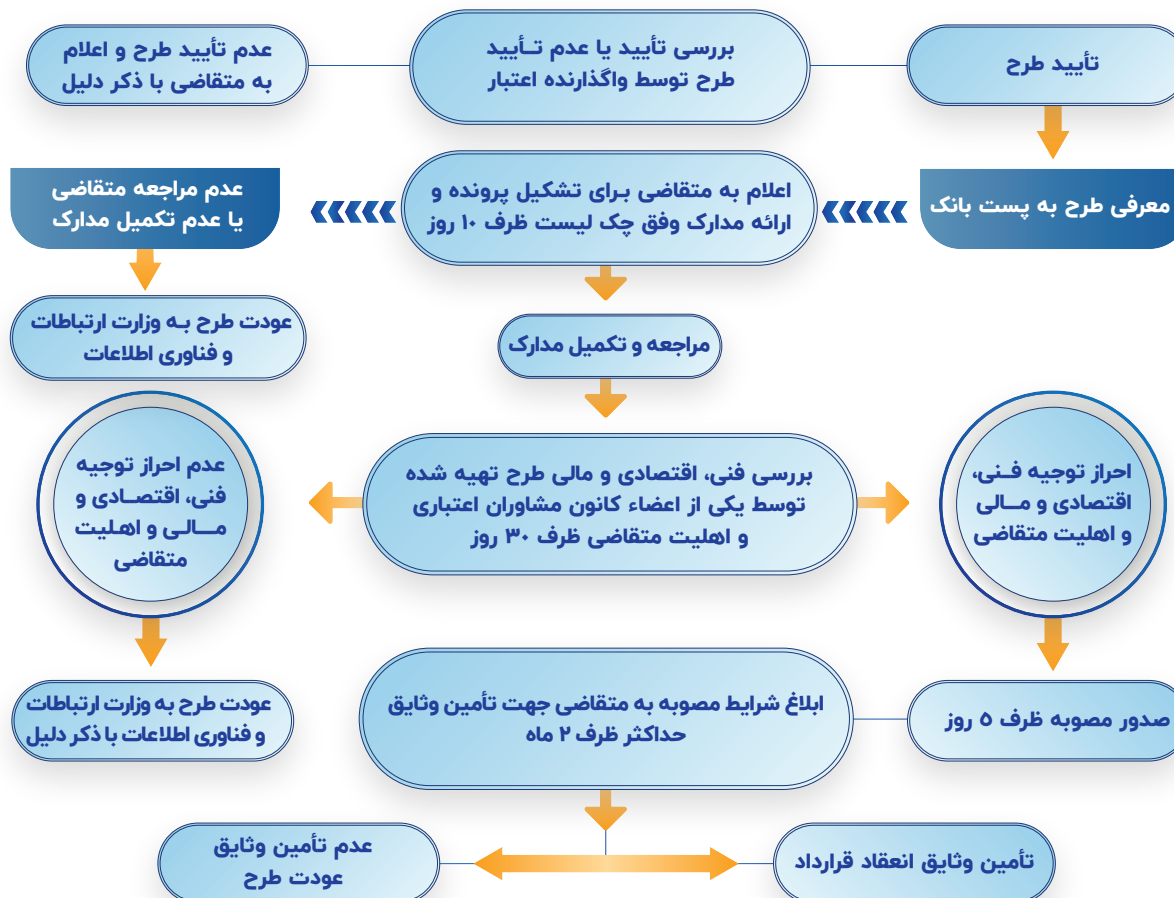 تأیید طرح
بررسی تأیید یا عدم تأیید
طرح توسط واگذارنده اعتبار
عدم تأیید طرح و اعلام
به متقاضی با ذکر دلیل
معرفی طرح به پست بانک
اعلام به متقاضی برای تشکیل پرونده و
ارائه مدارک وفق چک لیست ظرف ۱۰ روز
عدم مراجعه متقاضی
یا عدم تکمیل مدارک
عودت طرح به وزارت ارتباطات
و فناوری اطلاعات
مراجعه و تکمیل مدارک
احراز توجیه فنی،
اقتصادی و مالی
و اهلیت متقاضی
بررسی فنی، اقتصادی و مالی طرح تهیه شده
توسط یکی از اعضاء کانون مشاوران اعتباری
و اهلیت متقاضی ظرف ۳۰ روز
عدم احراز توجیه
فنی، اقتصادی و
مالی و اهلیت
متقاضی
صدور مصوبه ظرف ۵ روز
ابلاغ شرایط مصوبه به متقاضی جهت تأمین وثایق
حداکثر ظرف ۲ ماه
عودت طرح به وزارت ارتباطات
و فناوری اطلاعات با ذکر دلیل
تأمین وثایق انعقاد قرارداد
عدم تأمین وثایق
عودت طرح